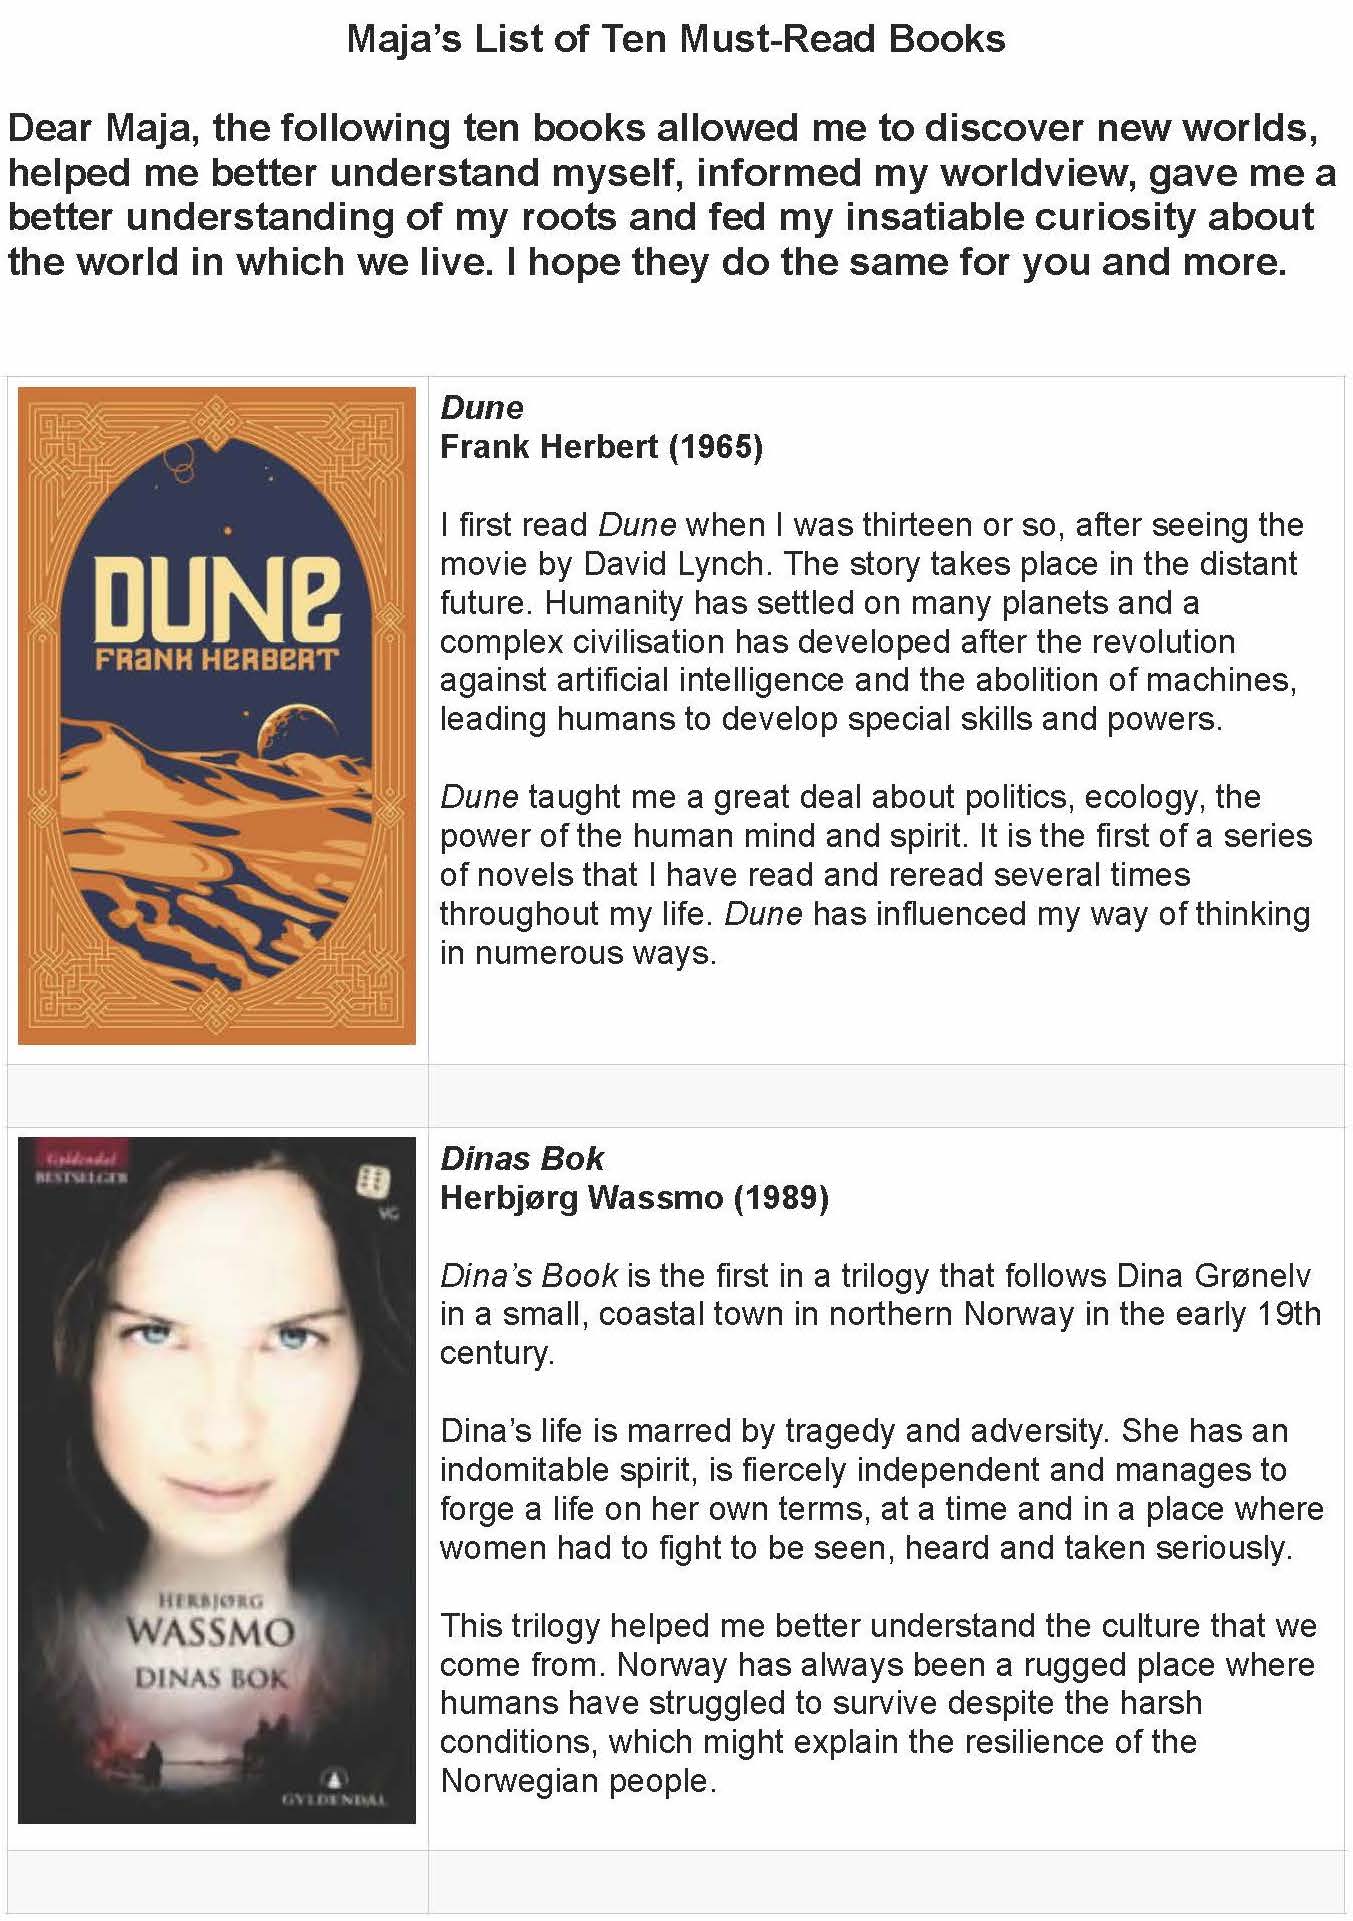 Maja's List of Ten Must-Read Books
Dear Maja, the following ten books allowed me to discover new worlds,
helped me better understand myself, informed my worldview, gave me a
better understanding of my roots and fed my insatiable curiosity about
the world in which we live. I hope they do the same for you and more.
DUNE
FRANK HERBERT
Dune
Frank Herbert (1965)
I first read Dune when I was thirteen or so, after seeing the
movie by David Lynch. The story takes place in the distant
future. Humanity has settled on many planets and a
complex civilisation has developed after the revolution
against artificial intelligence and the abolition of machines,
leading humans to develop special skills and powers.
Dune taught me a great deal about politics, ecology, the
power of the human mind and spirit. It is the first of a series
of novels that I have read and reread several times
throughout my life. Dune has influenced my way of thinking
in numerous ways.
Gyldendal
BESTSELGER
VG
HERBJØRG
WASSMO
DINAS BOK
GYLDENDAL
Dinas Bok
Herbjørg Wassmo (1989)
Dina's Book is the first in a trilogy that follows Dina Grønelv
in a small, coastal town in northern Norway in the early 19th
century.
Dina's life is marred by tragedy and adversity. She has an
indomitable spirit, is fiercely independent and manages to
forge a life on her own terms, at a time and in a place where
women had to fight to be seen, heard and taken seriously.
This trilogy helped me better understand the culture that we
come from. Norway has always been a rugged place where
humans have struggled to survive despite the harsh
conditions, which might explain the resilience of the
Norwegian people.